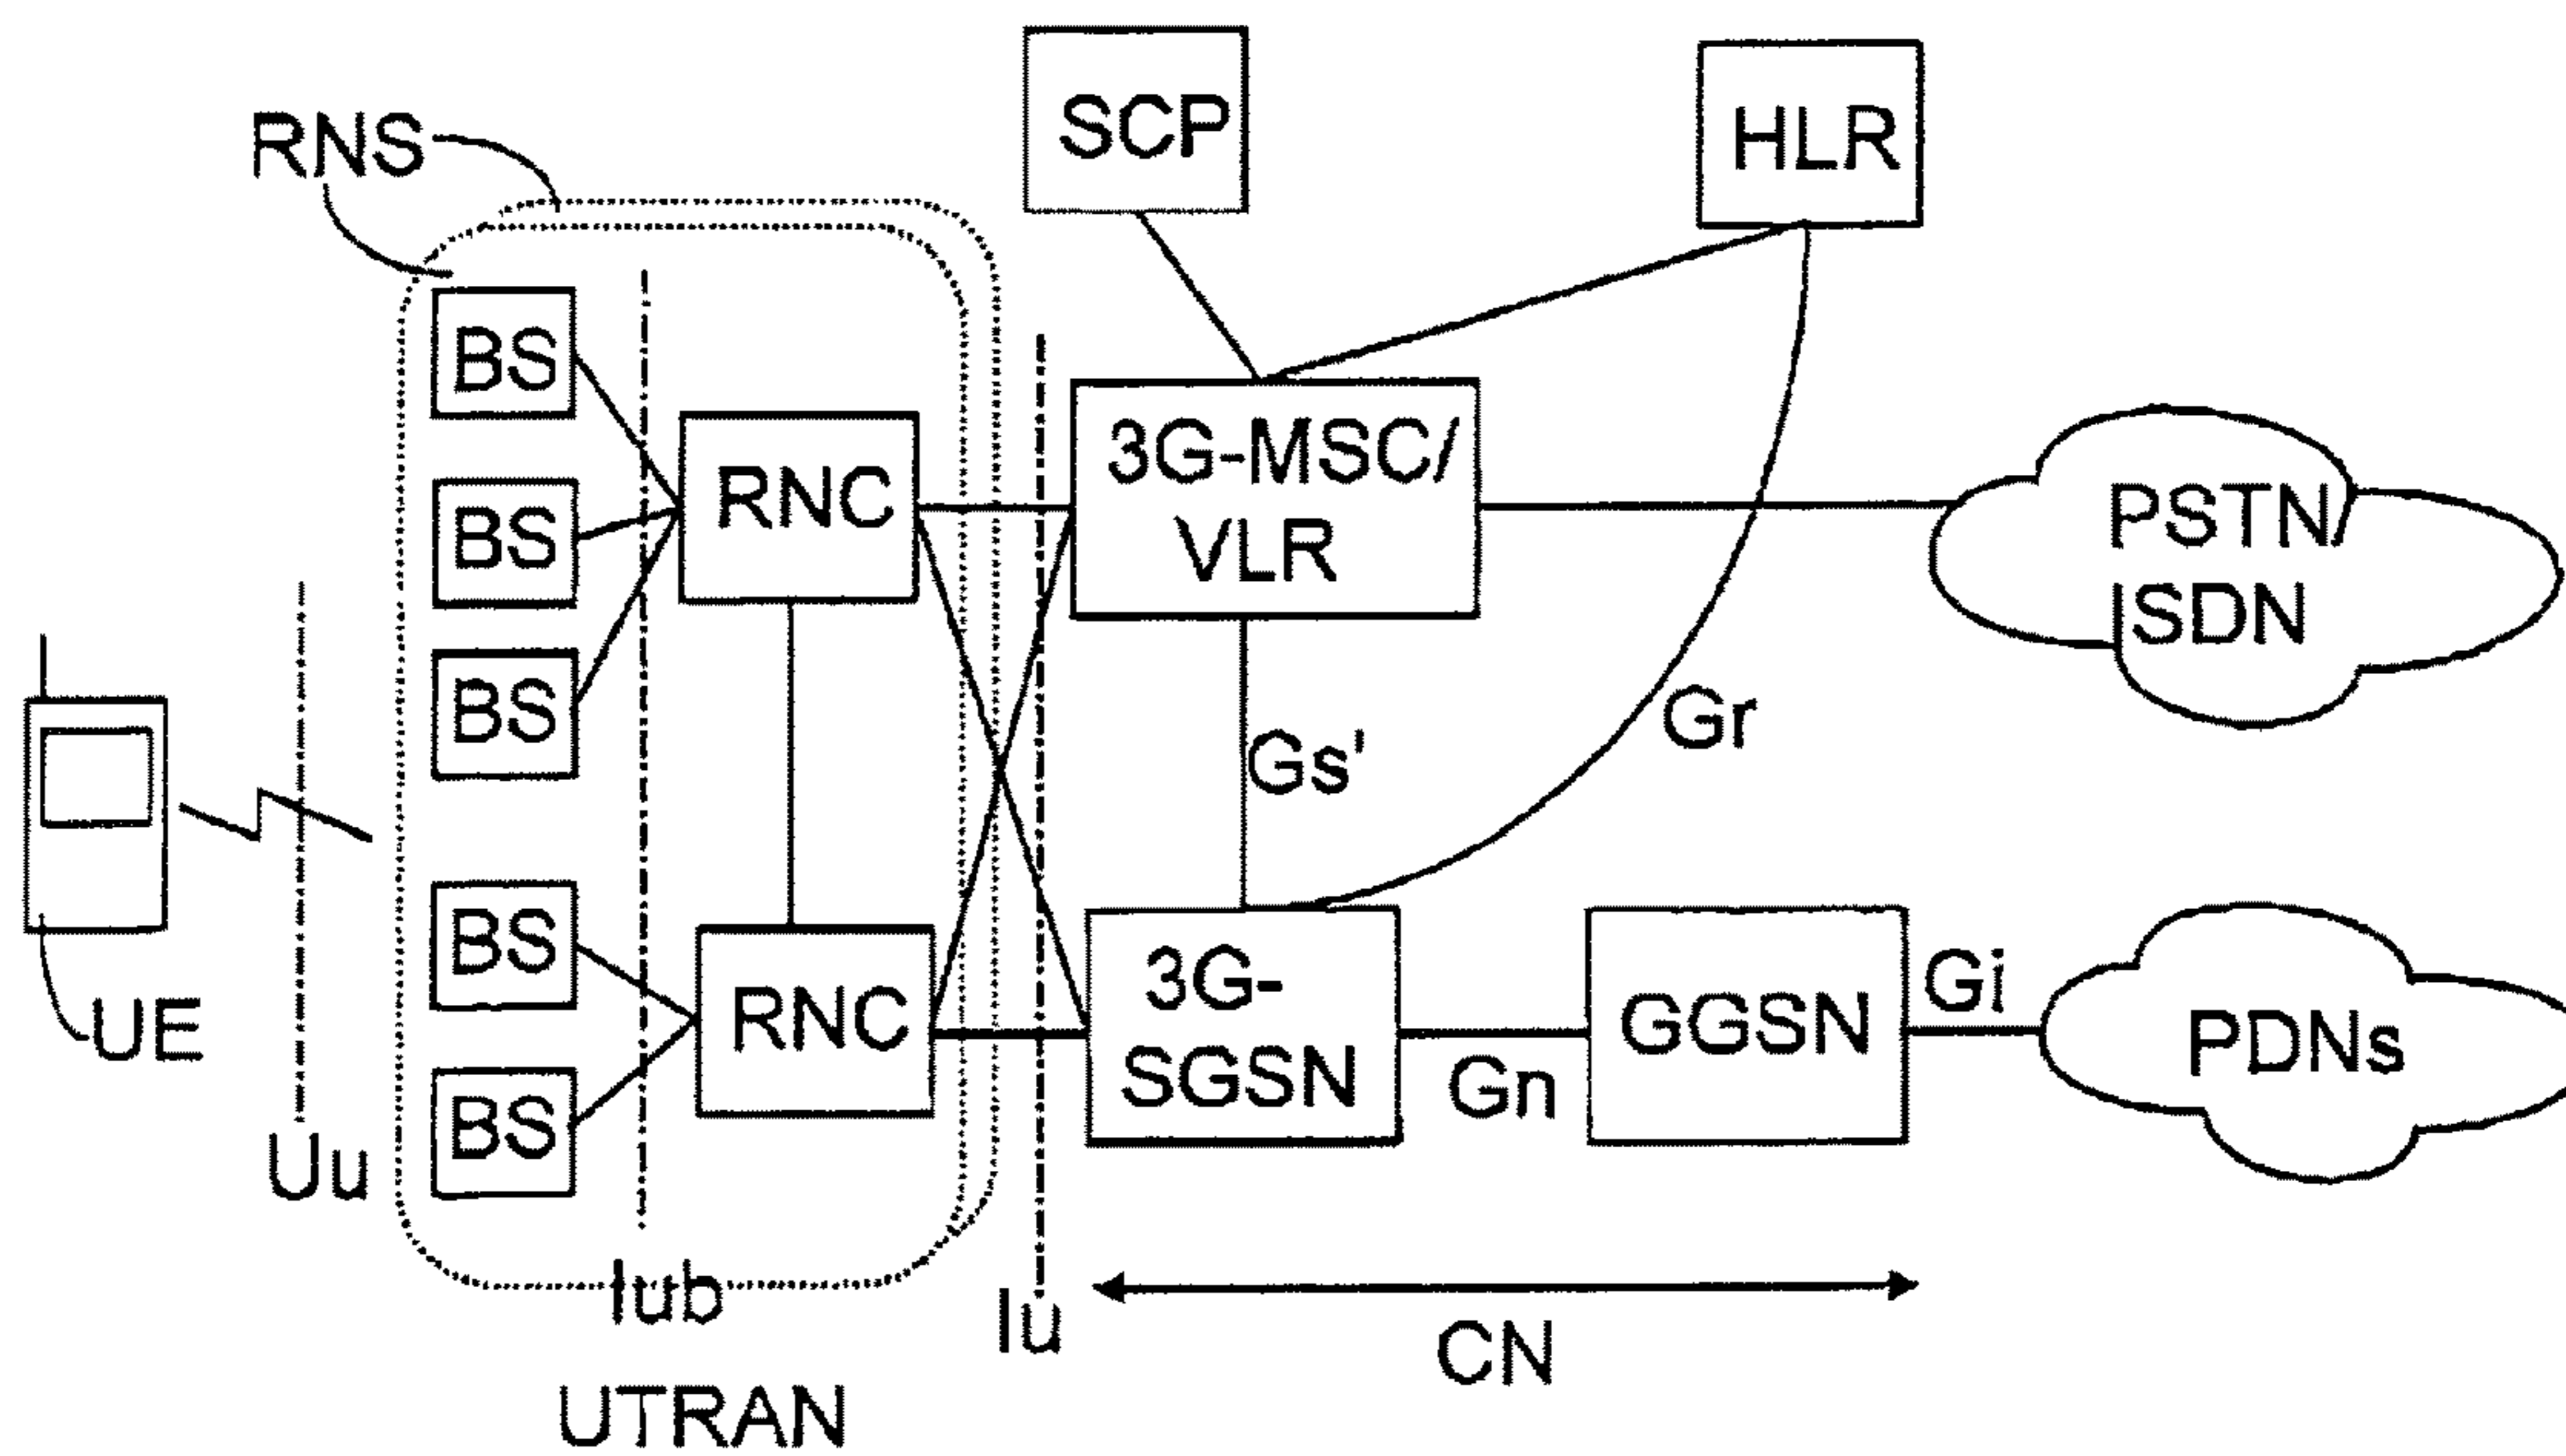 SCP
HLR
RNS
BS
BS
BS
BS
BS
RNC
RNC
3G-MSC/
VLR
PSTN/
ISDN
Gs'
Gr
UE
Uu
3G-
SGSN
Gn
GGSN
Gi
PDNs
Iub
Iu
CN
UTRAN